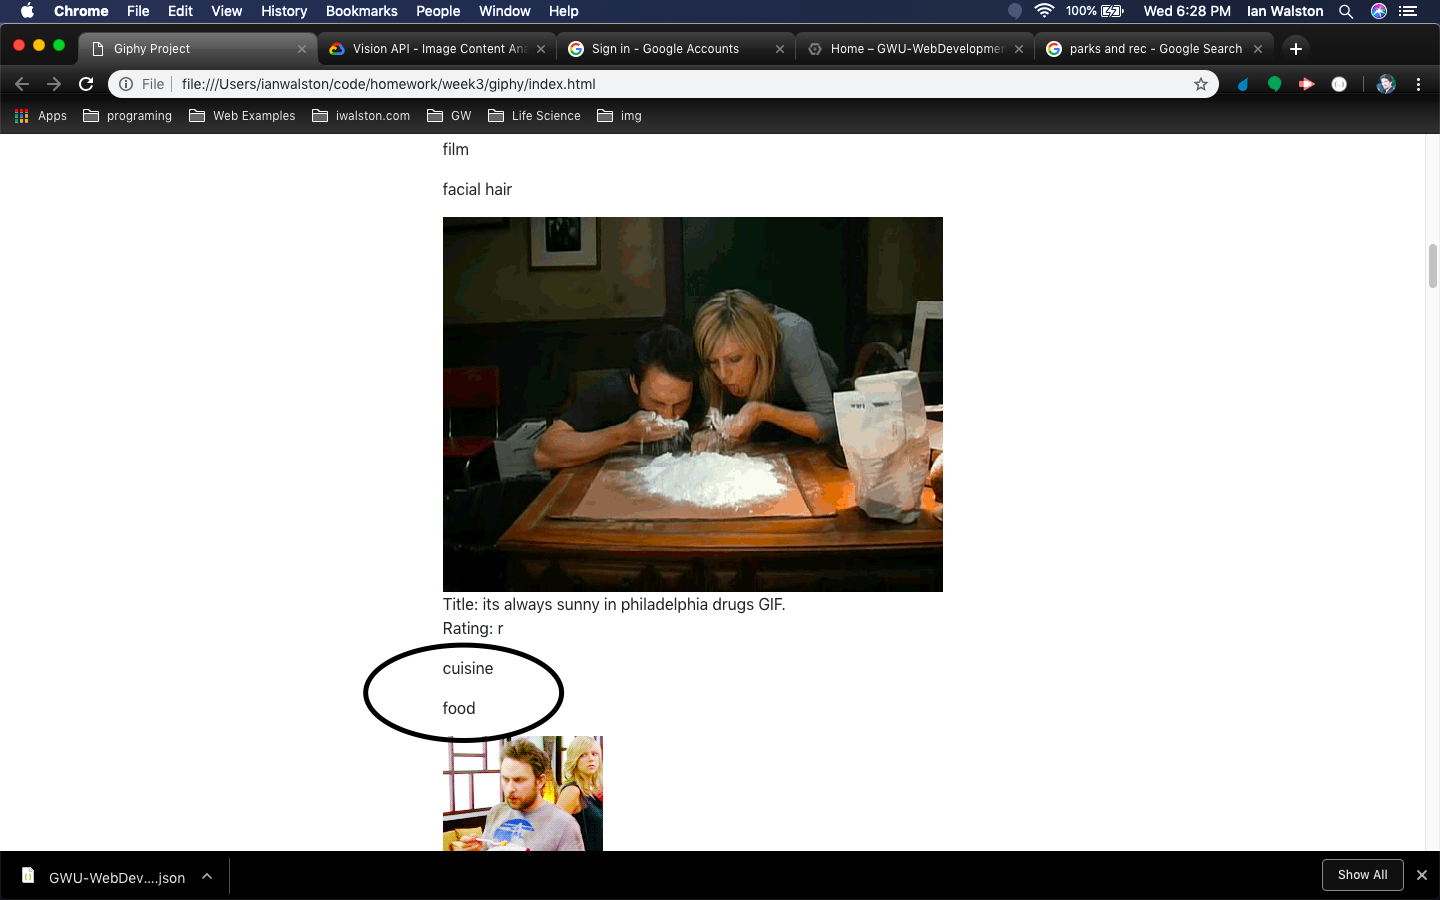 Chrome File Edit View History Bookmarks People Window Help 100% Wed 6:28 PM Ian Walston
Giphy Project Vision API - Image Content Ana Sign in - Google Accounts Home – GWU-WebDevelopmen parks and rec - Google Search
File file:///Users/ianwalston/code/homework/week3/giphy/index.html
Apps programing Web Examples iwalston.com GW Life Science img
film
facial hair
Title: its always sunny in philadelphia drugs GIF.
Rating: r
cuisine
food
GWU-WebDev....json Show All